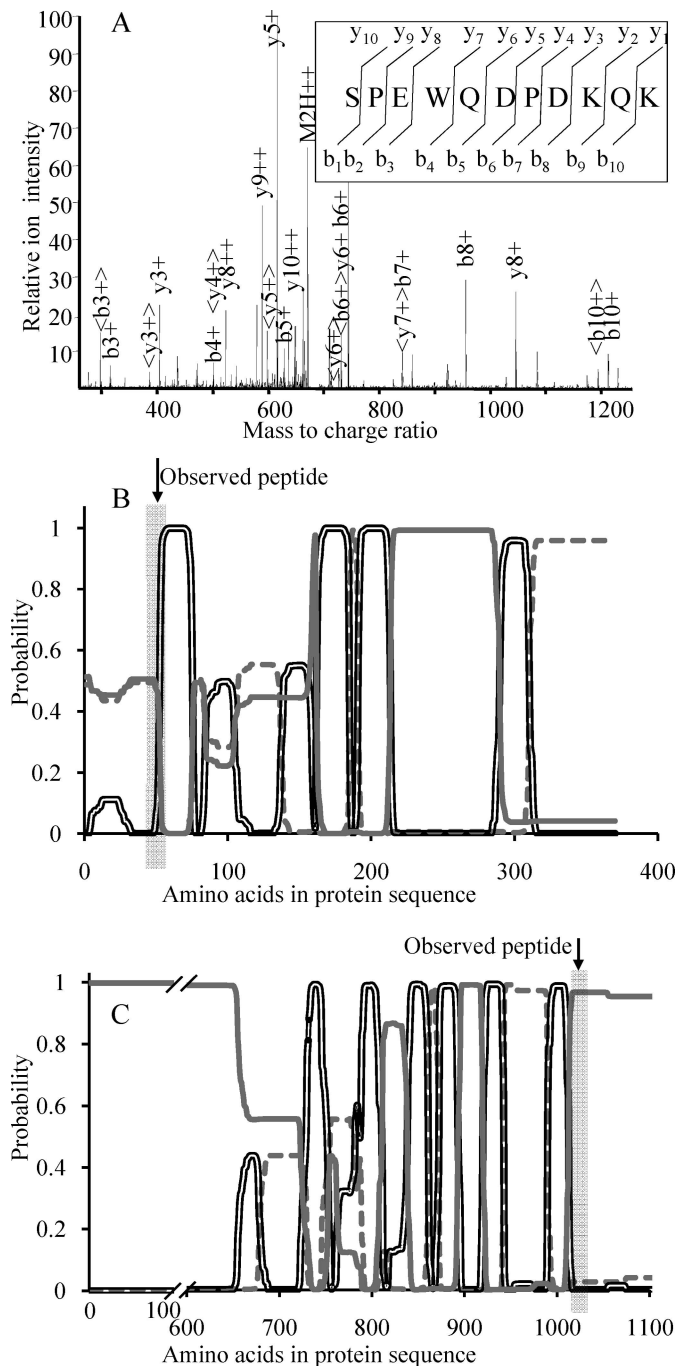 A
100
90
80
70
60
50
40
30
20
10
Relative ion intensity
<b3+>
b3+
<y3+>
y3+
b4+
<y4+>
y8++
y9++
<y5+>
y5+
b5+
y10++
M2H++
<y6+>
<b6+>y6+ b6+
<y7+>b7+
b8+
y8+
<b10+>
b10+
400 600 800 1000 1200
Mass to charge ratio
y10 y9 y8 y7 y6 y5 y4 y3 y2 y1
S P E W Q D P D K Q K
b1 b2 b3 b4 b5 b6 b7 b8 b9 b10
Observed peptide
B
1
0.8
0.6
0.4
0.2
0
Probability
0 100 200 300 400
Amino acids in protein sequence
Observed peptide
C
1
0.8
0.6
0.4
0.2
0
Probability
0 100 600 700 800 900 1000 1100
Amino acids in protein sequence